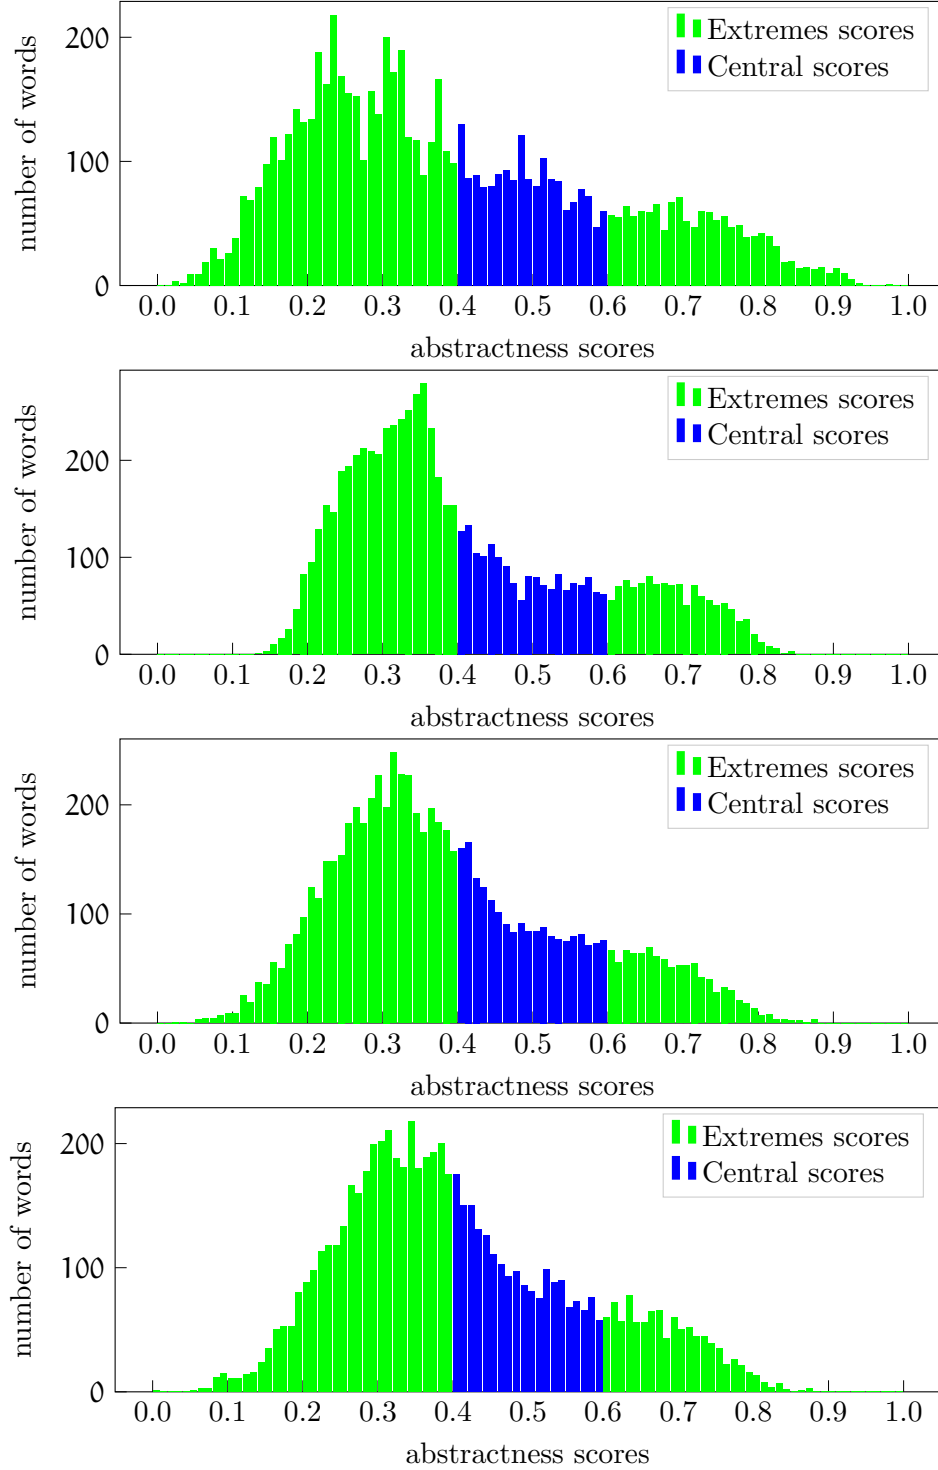 number of words
200
100
0
Extremes scores
Central scores
0.0 0.1 0.2 0.3 0.4 0.5 0.6 0.7 0.8 0.9 1.0
abstractness scores
number of words
200
100
0
Extremes scores
Central scores
0.0 0.1 0.2 0.3 0.4 0.5 0.6 0.7 0.8 0.9 1.0
abstractness scores
number of words
200
100
0
Extremes scores
Central scores
0.0 0.1 0.2 0.3 0.4 0.5 0.6 0.7 0.8 0.9 1.0
abstractness scores
number of words
200
100
0
Extremes scores
Central scores
0.0 0.1 0.2 0.3 0.4 0.5 0.6 0.7 0.8 0.9 1.0
abstractness scores